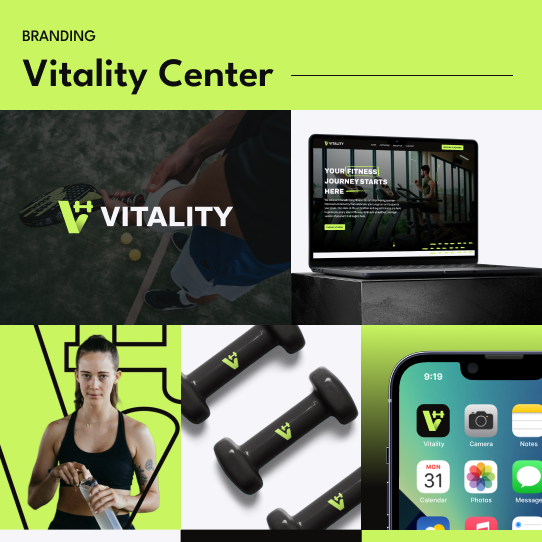 BRANDING
Vitality Center
VITALITY
VITALITY
YOUR FITNESS
JOURNEY STARTS
HERE
9:19
Vitality
Camera
Notes
MON
31
Calendar
Photos
Message